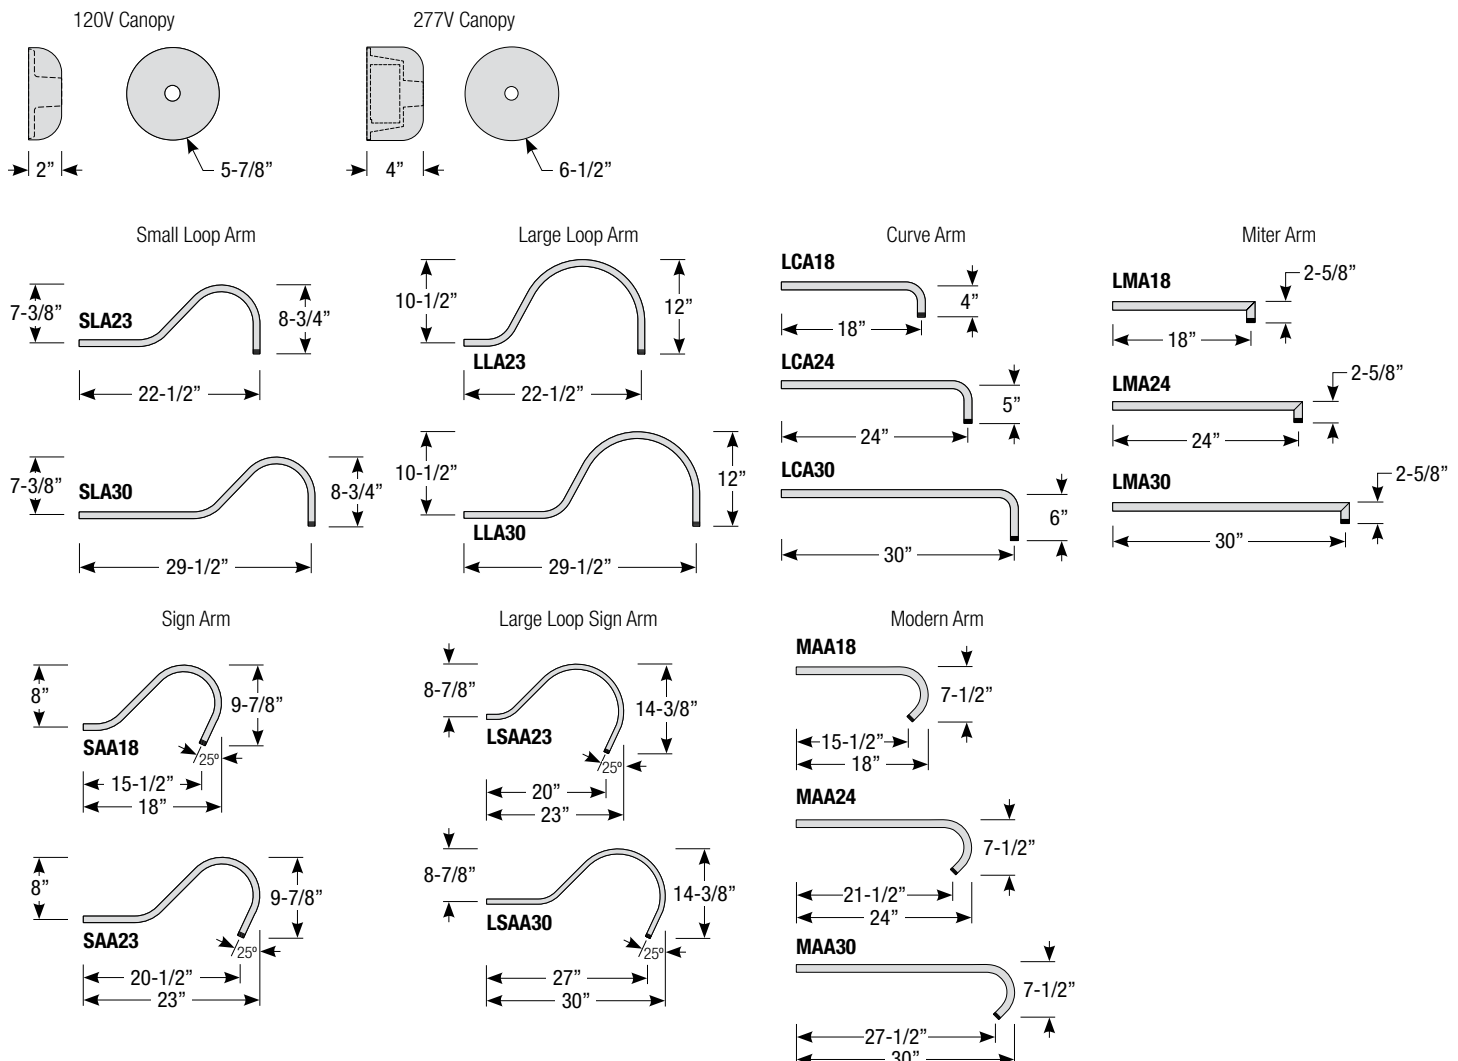 120V Canopy
277V Canopy
2”
5-7/8”
4”
6-1/2”
Small Loop Arm
Large Loop Arm
Curve Arm
Miter Arm
7-3/8”
SLA23
8-3/4”
22-1/2”
10-1/2”
12”
LLA23
22-1/2”
LCA18
4”
18”
LMA18
2-5/8”
18”
LCA24
5”
24”
LMA24
2-5/8”
24”
7-3/8”
SLA30
8-3/4”
29-1/2”
10-1/2”
12”
LLA30
29-1/2”
LCA30
6”
30”
LMA30
2-5/8”
30”
Sign Arm
Large Loop Sign Arm
Modern Arm
8”
9-7/8”
SAA18
25º
15-1/2”
18”
8-7/8”
14-3/8”
LSAA23
25º
20”
23”
MAA18
7-1/2”
15-1/2”
18”
MAA24
7-1/2”
21-1/2”
24”
8”
9-7/8”
SAA23
25º
20-1/2”
23”
8-7/8”
14-3/8”
LSAA30
25º
27”
30”
MAA30
7-1/2”
27-1/2”
30”